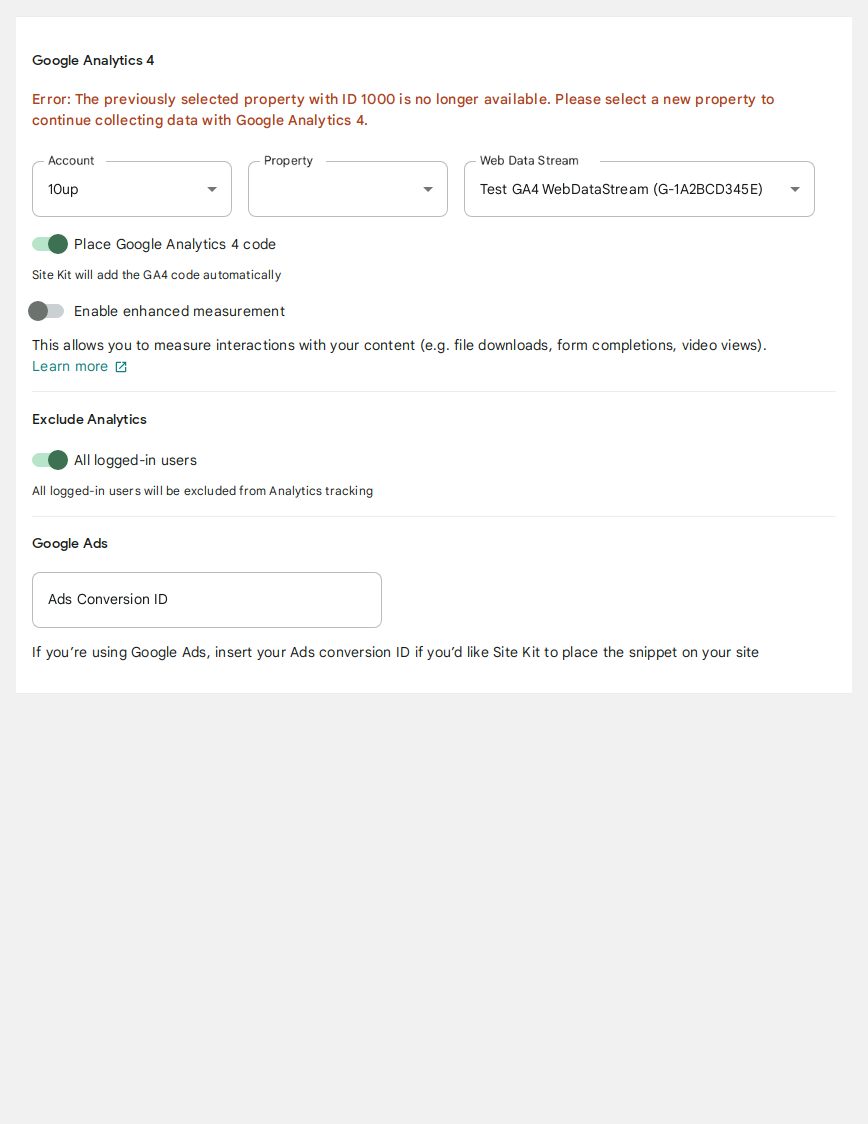 Google Analytics 4
Error: The previously selected property with ID 1000 is no longer available. Please select a new property to
continue collecting data with Google Analytics 4.
Account
10up
Property
Web Data Stream
Test GA4 WebDataStream (G-1A2BCD345E)
Place Google Analytics 4 code
Site Kit will add the GA4 code automatically
Enable enhanced measurement
This allows you to measure interactions with your content (e.g. file downloads, form completions, video views).
Learn more
Exclude Analytics
All logged-in users
All logged-in users will be excluded from Analytics tracking
Google Ads
Ads Conversion ID
If you’re using Google Ads, insert your Ads conversion ID if you’d like Site Kit to place the snippet on your site